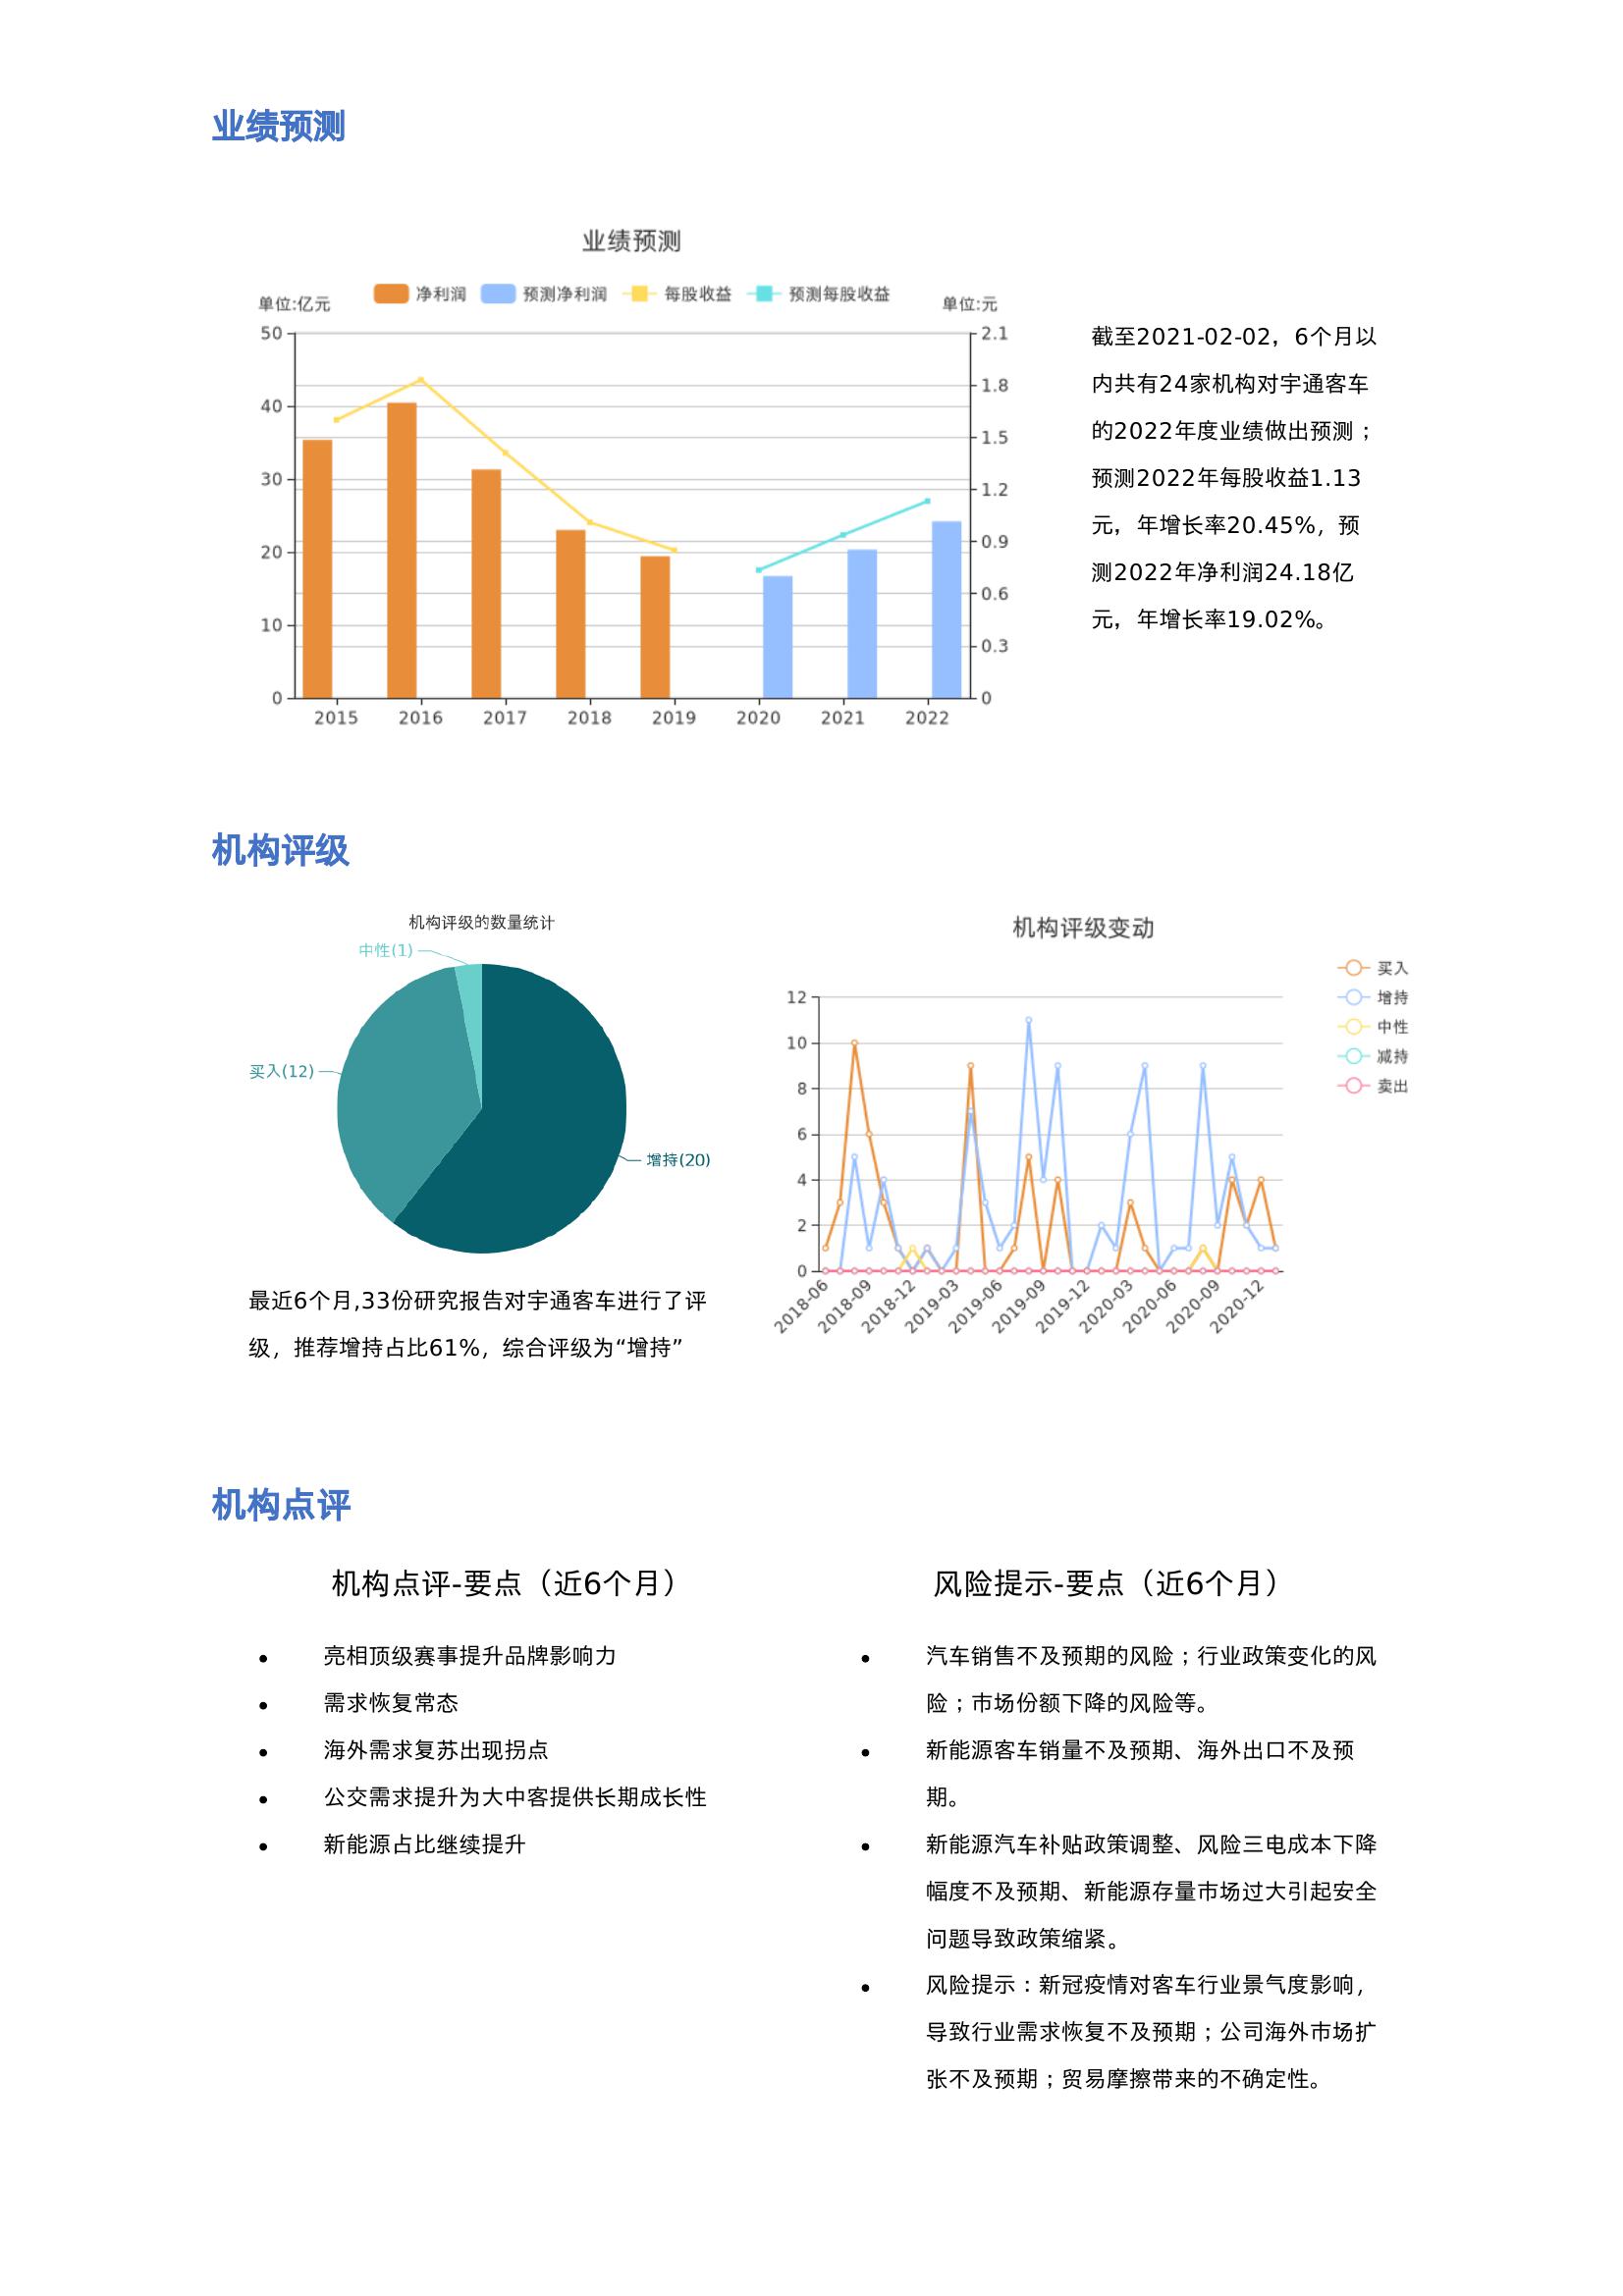 业绩预测
业绩预测
净利润 预测净利润 每股收益 预测每股收益
单位:亿元 单位:元
50 2.1
1.8
40
1.5
30
1.2
20 0.9
0.6
10
0.3
0 0
2015 2016 2017 2018 2019 2020 2021 2022
截至2021-02-02，6个月以
内共有24家机构对宇通客车
的2022年度业绩做出预测；
预测2022年每股收益1.13
元，年增长率20.45%，预
测2022年净利润24.18亿
元，年增长率19.02%。
机构评级
机构评级的数量统计
中性(1)
买入(12)
增持(20)
最近6个月,33份研究报告对宇通客车进行了评
级，推荐增持占比61%，综合评级为“增持”
机构评级变动
买入
增持
中性
减持
卖出
12
10
8
6
4
2
0
2018-06 2018-09 2018-12 2019-03 2019-06 2019-09 2019-12 2020-03 2020-06 2020-09 2020-12
机构点评
机构点评-要点（近6个月）
• 亮相顶级赛事提升品牌影响力
• 需求恢复常态
• 海外需求复苏出现拐点
• 公交需求提升为大中客提供长期成长性
• 新能源占比继续提升
风险提示-要点（近6个月）
• 汽车销售不及预期的风险；行业政策变化的风
险；市场份额下降的风险等。
• 新能源客车销量不及预期、海外出口不及预
期。
• 新能源汽车补贴政策调整、风险三电成本下降
幅度不及预期、新能源存量市场过大引起安全
问题导致政策缩紧。
• 风险提示：新冠疫情对客车行业景气度影响，
导致行业需求恢复不及预期；公司海外市场扩
张不及预期；贸易摩擦带来的不确定性。